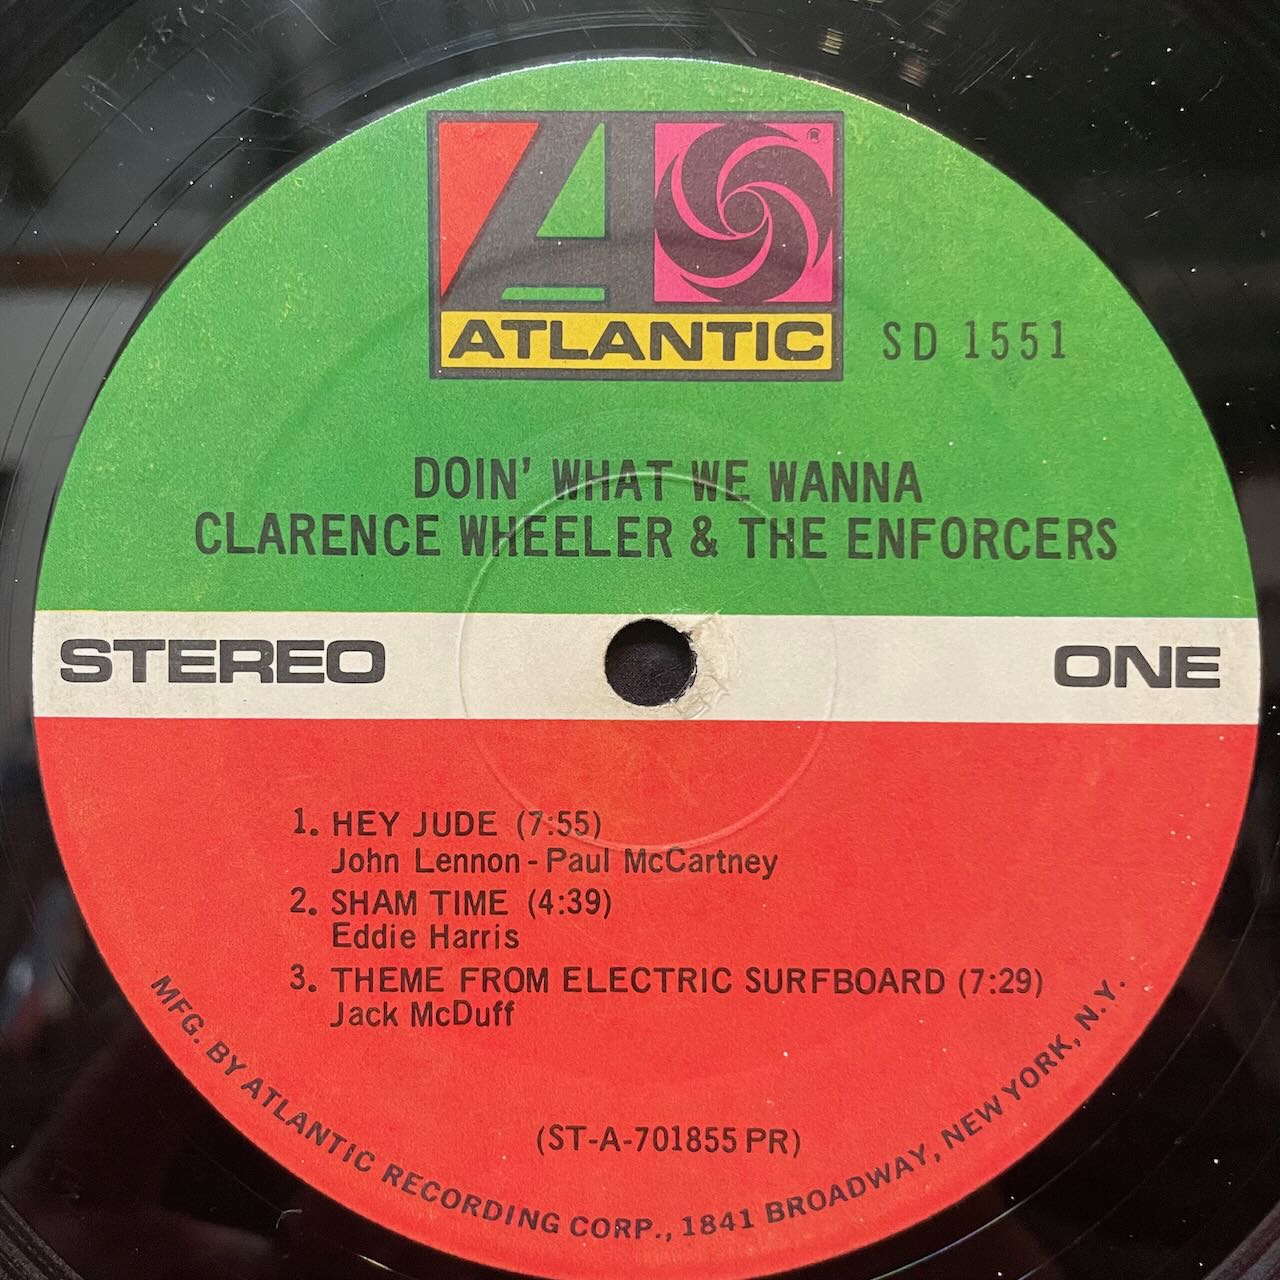 ATLANTIC
SD 1551
DOIN' WHAT WE WANNA
CLARENCE WHEELER & THE ENFORCERS
STEREO
ONE
1. HEY JUDE (7:55)
John Lennon - Paul McCartney
2. SHAM TIME (4:39)
Eddie Harris
3. THEME FROM ELECTRIC SURFBOARD (7:29)
Jack McDuff
(ST-A-701855 PR)
MFG. BY ATLANTIC RECORDING CORP., 1841 BROADWAY, NEW YORK, N.Y.